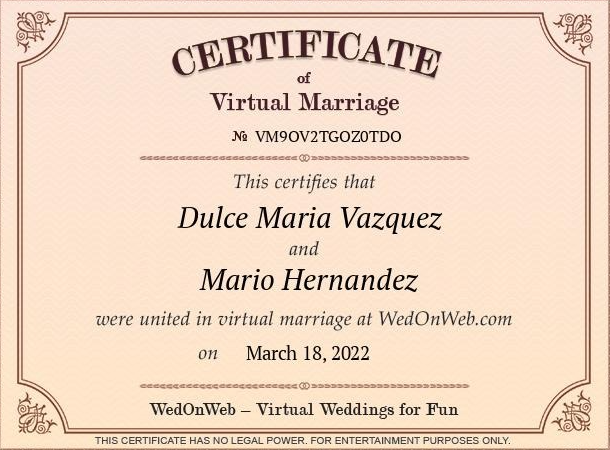 CERTIFICATE
of
Virtual Marriage
№ VM9OV2TGOZ0TDO
This certifies that
Dulce Maria Vazquez
and
Mario Hernandez
were united in virtual marriage at WedOnWeb.com
on March 18, 2022
WedOnWeb – Virtual Weddings for Fun
THIS CERTIFICATE HAS NO LEGAL POWER. FOR ENTERTAINMENT PURPOSES ONLY.